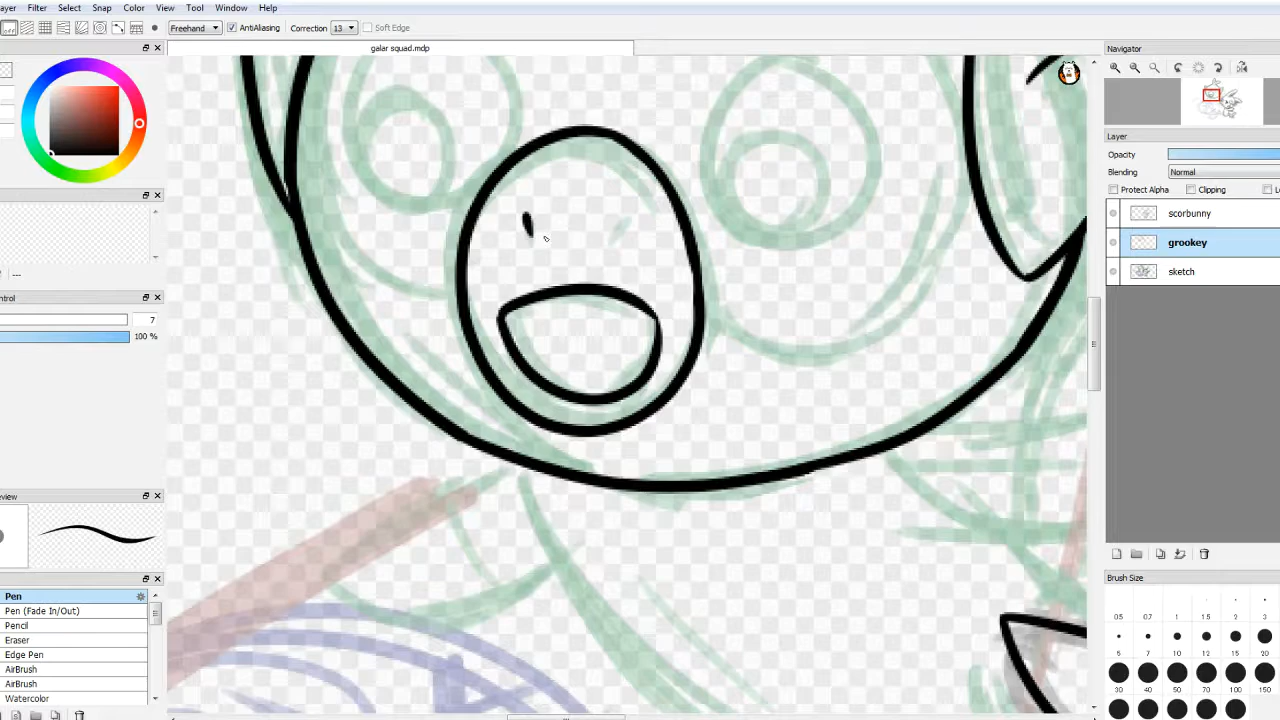 ayer Filter Select Snap Color View Tool Window Help
OFF
Freehand AntiAliasing Correction 13 Soft Edge
galar squad.mdp
Navigator
Layer
Opacity
Blending Normal
Protect Alpha Clipping
scorbunny
grookey
sketch
ontrol
7
100 %
eview
Pen
Pen (Fade In/Out)
Pencil
Eraser
Edge Pen
AirBrush
AirBrush
Watercolor
Brush Size
0.5 0.7 1 1.5 2 3
5 7 10 12 15 20
30 40 50 70 100 150